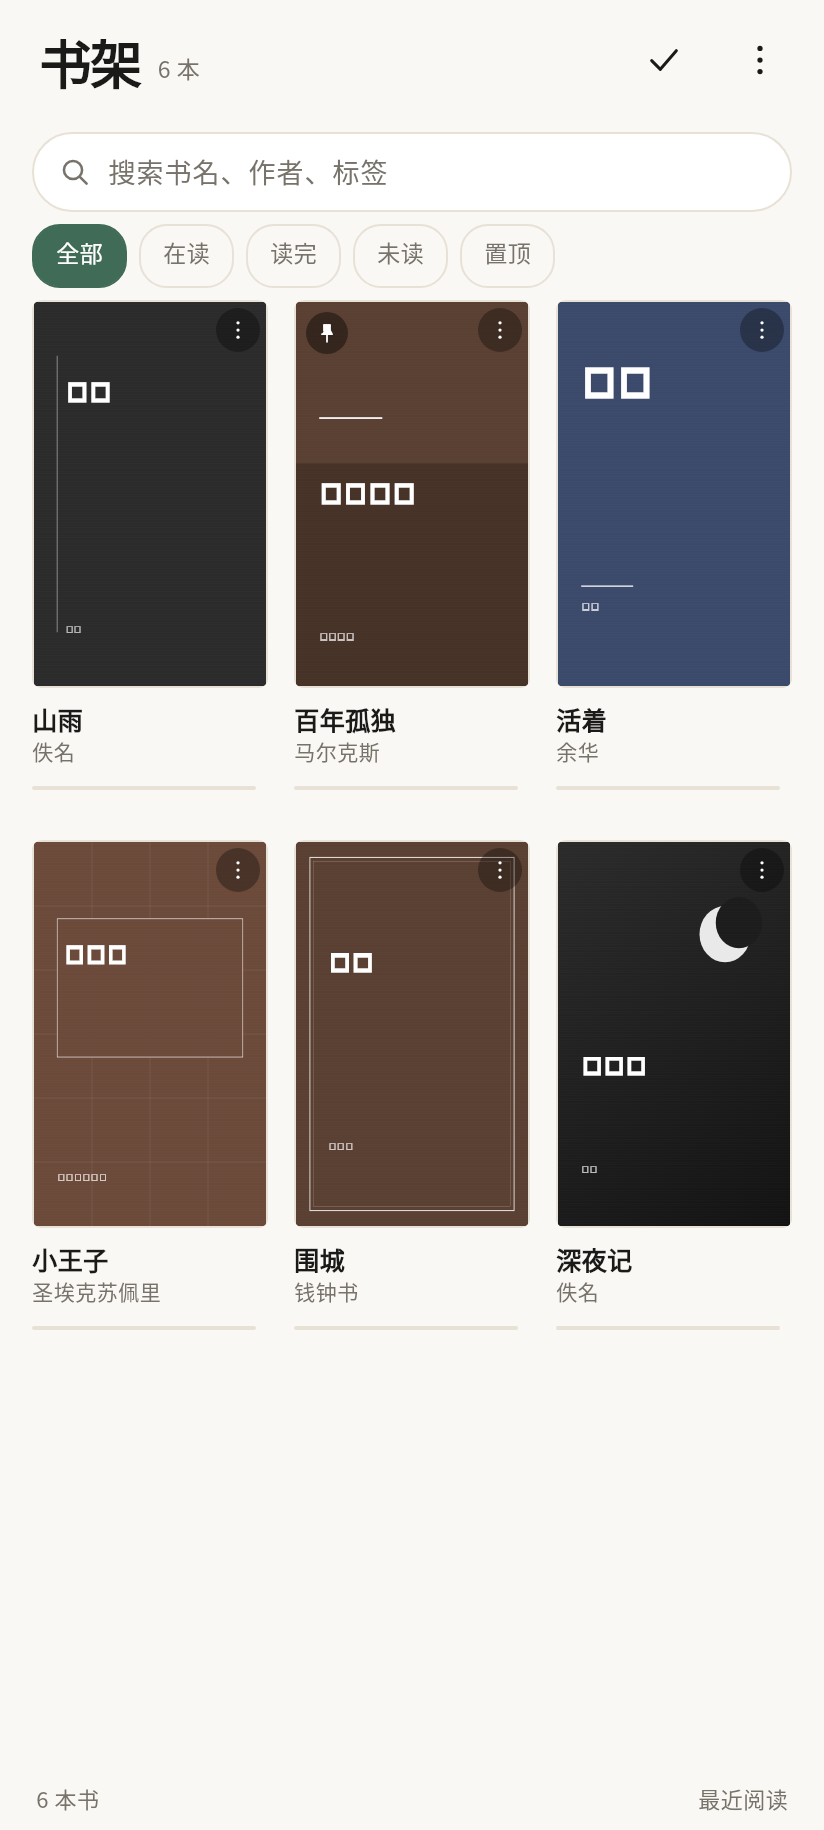 书架 6 本
搜索书名、作者、标签
全部 在读 读完 未读 置顶
山雨 百年孤独 活着
佚名 马尔克斯 余华
小王子 围城 深夜记
圣埃克苏佩里 钱钟书 佚名
6 本书 最近阅读